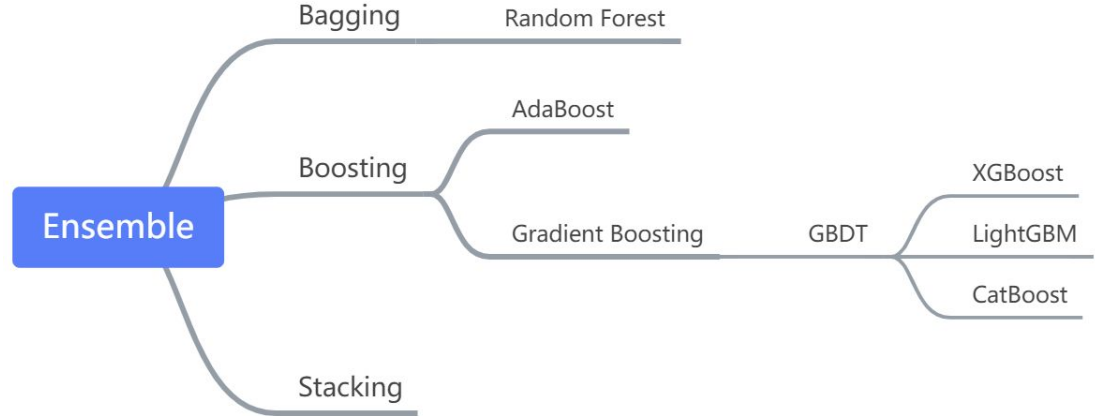 Bagging
Random Forest
AdaBoost
Boosting
XGBoost
Ensemble
Gradient Boosting
GBDT
LightGBM
CatBoost
Stacking